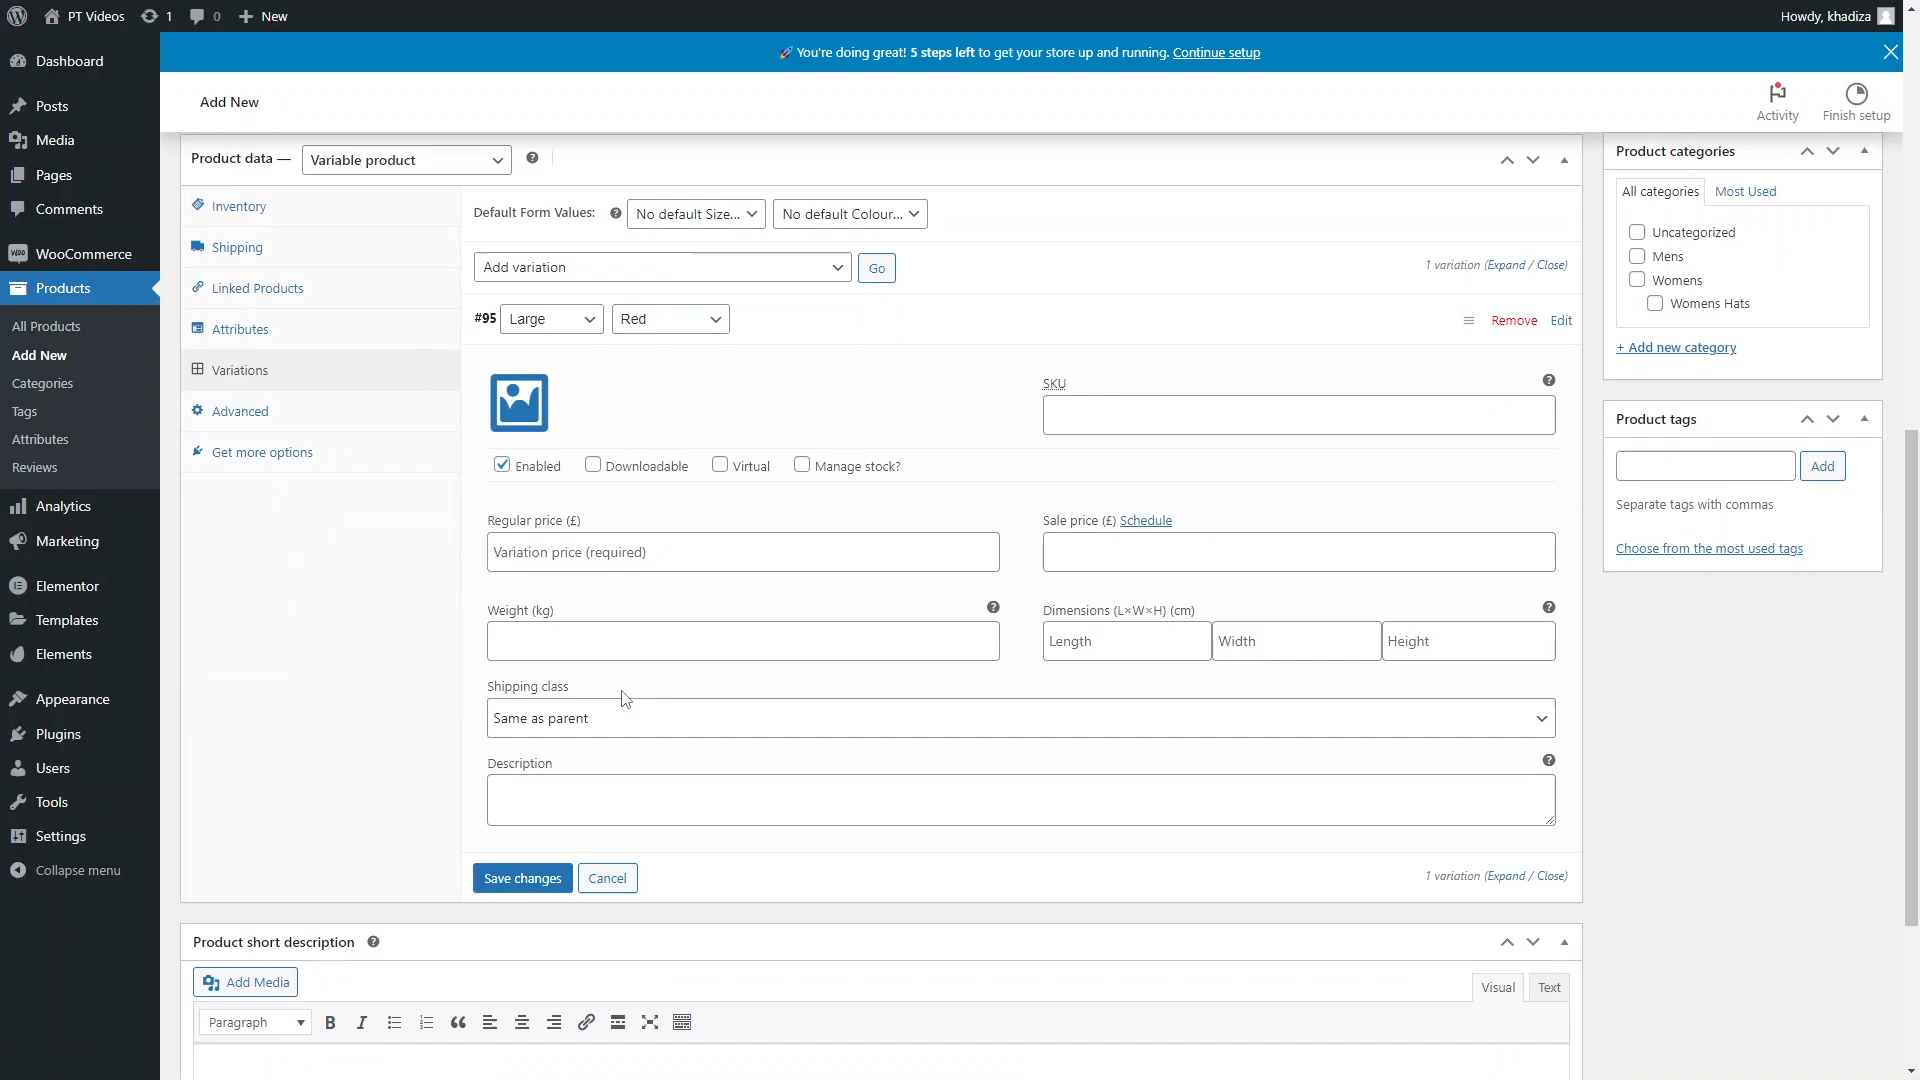 PT Videos 1 0 New Howdy, khadiza
🚀 You're doing great! 5 steps left to get your store up and running. Continue setup
Add New
Activity
Finish setup
Dashboard
Posts
Media
Pages
Comments
WooCommerce
Products
All Products
Add New
Categories
Tags
Attributes
Reviews
Analytics
Marketing
Elementor
Templates
Elements
Appearance
Plugins
Users
Tools
Settings
Collapse menu
Product data — Variable product
Inventory
Shipping
Linked Products
Attributes
Variations
Advanced
Get more options
Default Form Values: No default Size... No default Colour...
Add variation Go 1 variation (Expand / Close)
#95 Large Red Remove Edit
SKU
Enabled Downloadable Virtual Manage stock?
Regular price (£) Sale price (£) Schedule
Variation price (required)
Weight (kg) Dimensions (L×W×H) (cm)
Length Width Height
Shipping class
Same as parent
Description
Save changes Cancel 1 variation (Expand / Close)
Product short description
Add Media Visual Text
Paragraph B I
Product categories
All categories Most Used
Uncategorized
Mens
Womens
Womens Hats
+ Add new category
Product tags
Add
Separate tags with commas
Choose from the most used tags